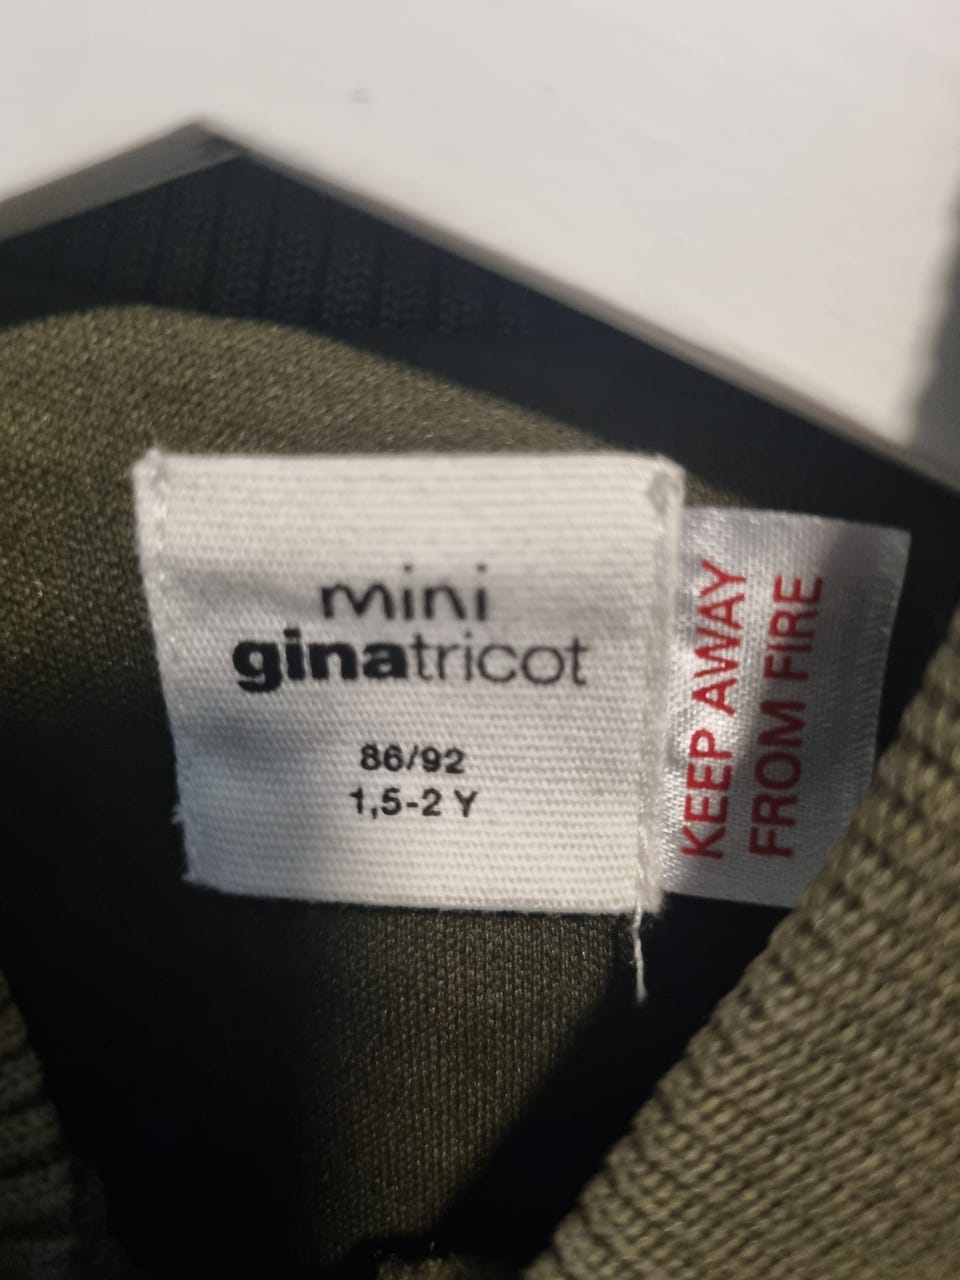 mini
ginatricot
86/92
1,5-2 Y
KEEP AWAY
FROM FIRE